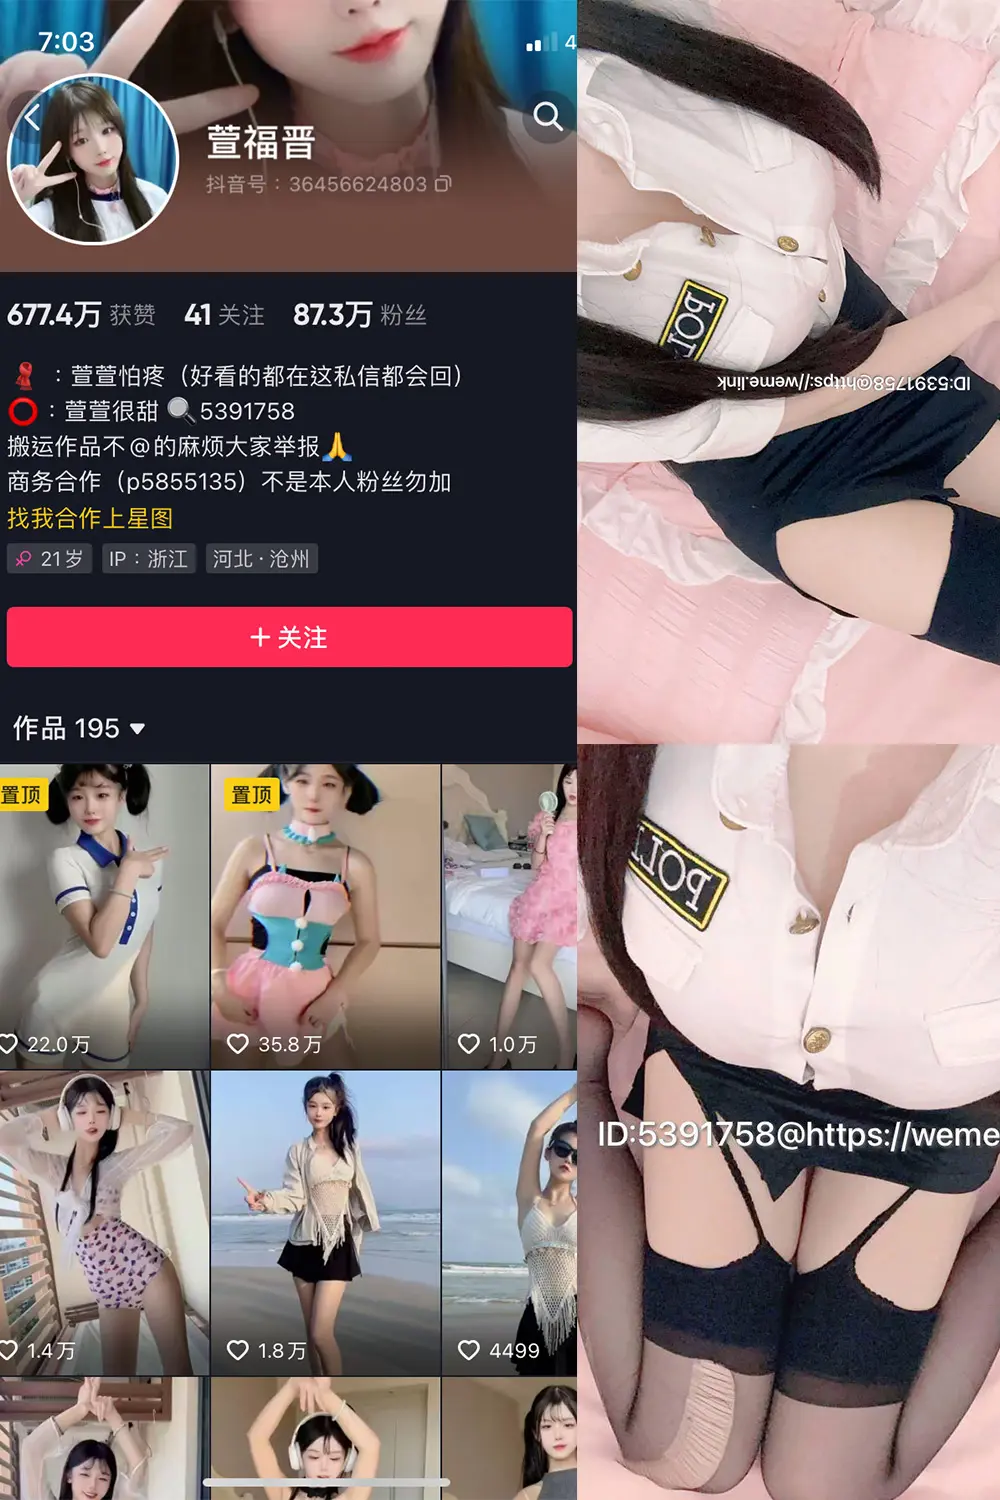 7:03
4
萱福晋
抖音号：36456624803
677.4万 获赞 41 关注 87.3万 粉丝
：萱萱怕疼（好看的都在这私信都会回）
：萱萱很甜 🔍5391758
搬运作品不@的麻烦大家举报🙏
商务合作（p5855135）不是本人粉丝勿加
找我合作上星图
21岁 IP：浙江 河北·沧州
+ 关注
作品 195
置顶 置顶
22.0万 35.8万 1.0万
1.4万 1.8万 4499
POLI
ID:5391758@https://weme.link
POLI
ID:5391758@https://weme